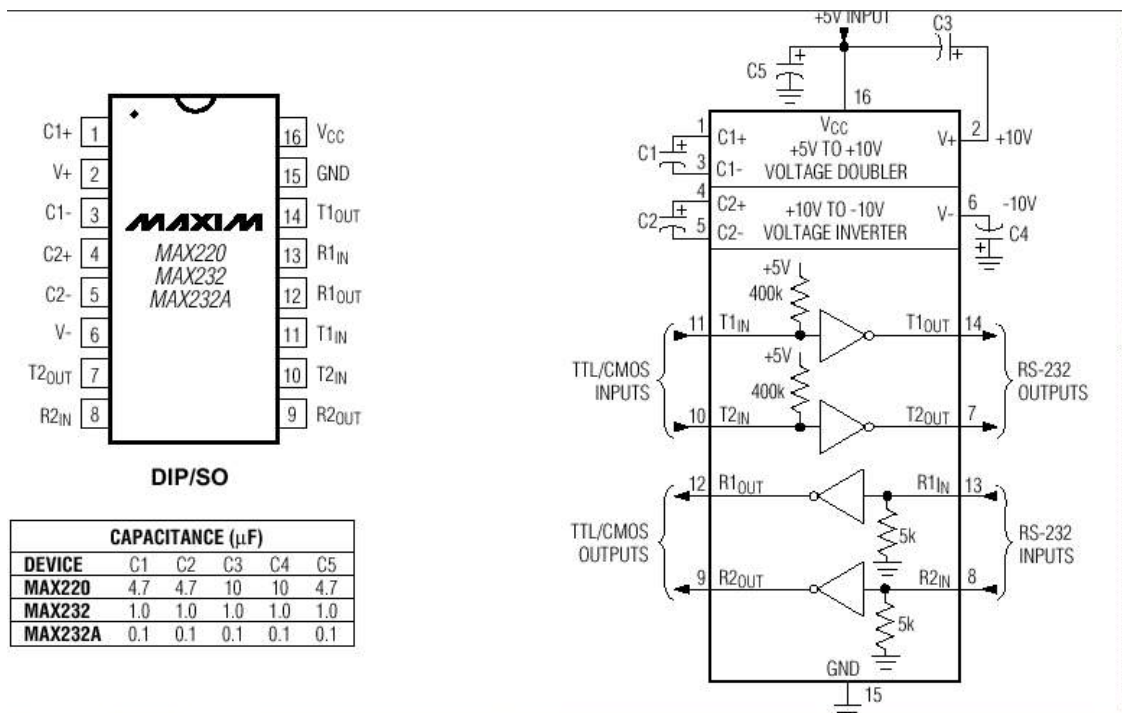 C1+ 1
V+ 2
C1- 3
C2+ 4
C2- 5
V- 6
T2OUT 7
R2IN 8
MAXIM
MAX220
MAX232
MAX232A
16 VCC
15 GND
14 T1OUT
13 R1IN
12 R1OUT
11 T1IN
10 T2IN
9 R2OUT
DIP/SO
CAPACITANCE (μF)
DEVICE C1 C2 C3 C4 C5
MAX220 4.7 4.7 10 10 4.7
MAX232 1.0 1.0 1.0 1.0 1.0
MAX232A 0.1 0.1 0.1 0.1 0.1
+5V INPUT
C3
+
+
C5
16
1
C1+
VCC
+5V TO +10V
VOLTAGE DOUBLER
V+
2
+10V
C1
+
3
C1-
4
C2+
+10V TO -10V
VOLTAGE INVERTER
V-
6
-10V
C2
+
5
C2-
C4
+
+5V
400k
11
T1IN
T1OUT
14
+5V
400k
TTL/CMOS
INPUTS
RS-232
OUTPUTS
10
T2IN
T2OUT
7
12
R1OUT
R1IN
13
5k
TTL/CMOS
OUTPUTS
RS-232
INPUTS
9
R2OUT
R2IN
8
5k
GND
15